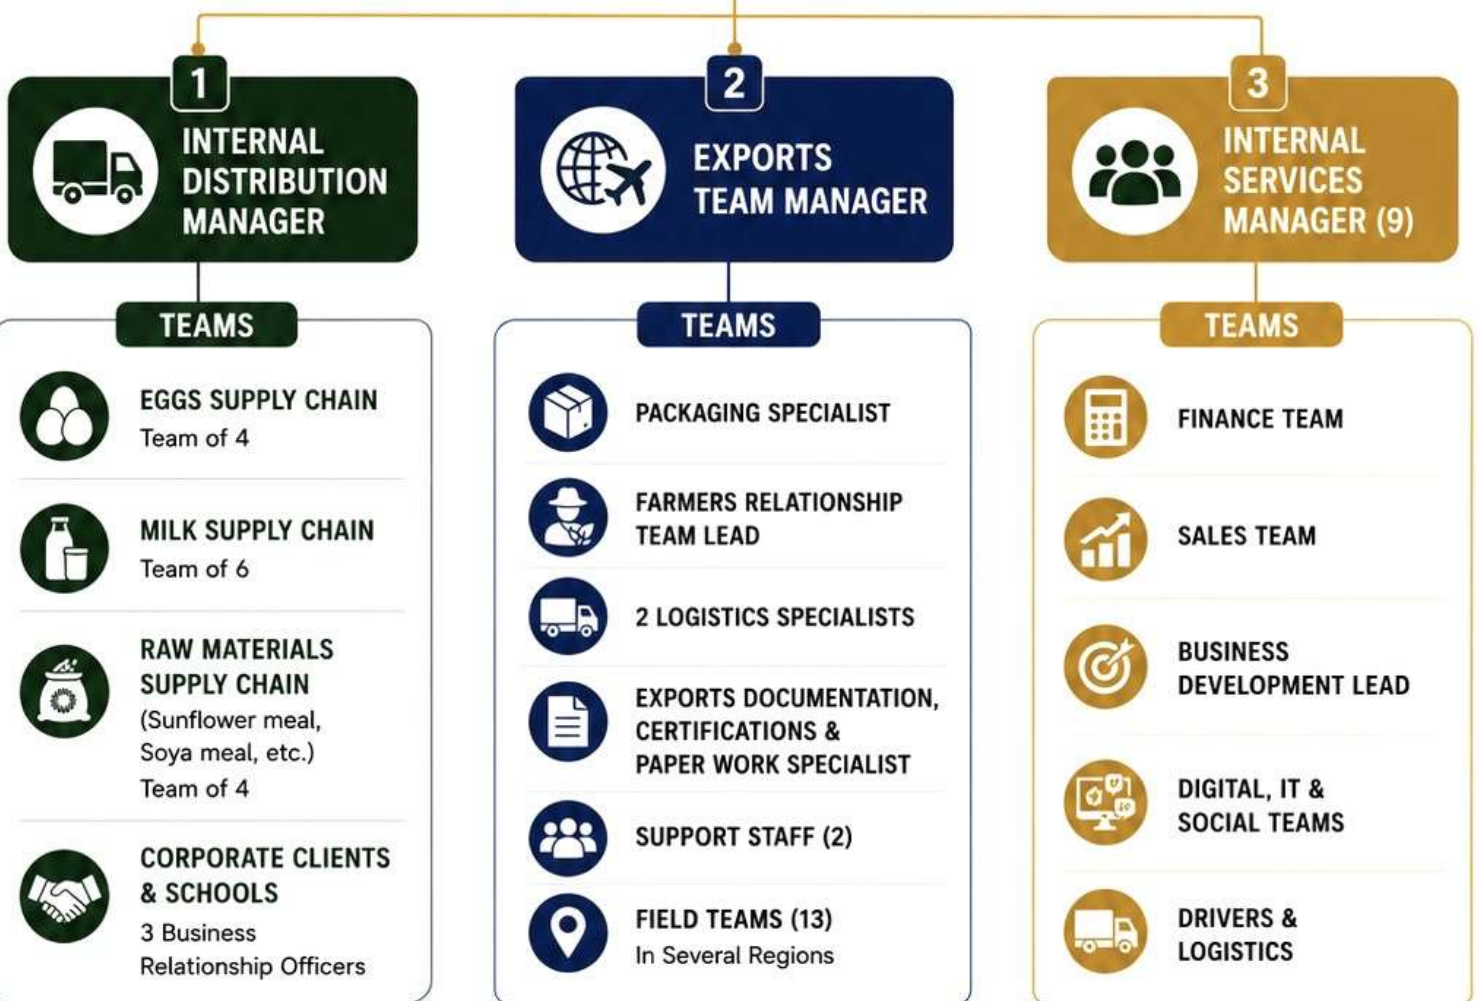 1
INTERNAL
DISTRIBUTION
MANAGER
TEAMS
EGGS SUPPLY CHAIN
Team of 4
MILK SUPPLY CHAIN
Team of 6
RAW MATERIALS
SUPPLY CHAIN
(Sunflower meal,
Soya meal, etc.)
Team of 4
CORPORATE CLIENTS
& SCHOOLS
3 Business
Relationship Officers
2
EXPORTS
TEAM MANAGER
TEAMS
PACKAGING SPECIALIST
FARMERS RELATIONSHIP
TEAM LEAD
2 LOGISTICS SPECIALISTS
EXPORTS DOCUMENTATION,
CERTIFICATIONS &
PAPER WORK SPECIALIST
SUPPORT STAFF (2)
FIELD TEAMS (13)
In Several Regions
3
INTERNAL
SERVICES
MANAGER (9)
TEAMS
FINANCE TEAM
SALES TEAM
BUSINESS
DEVELOPMENT LEAD
DIGITAL, IT &
SOCIAL TEAMS
DRIVERS &
LOGISTICS